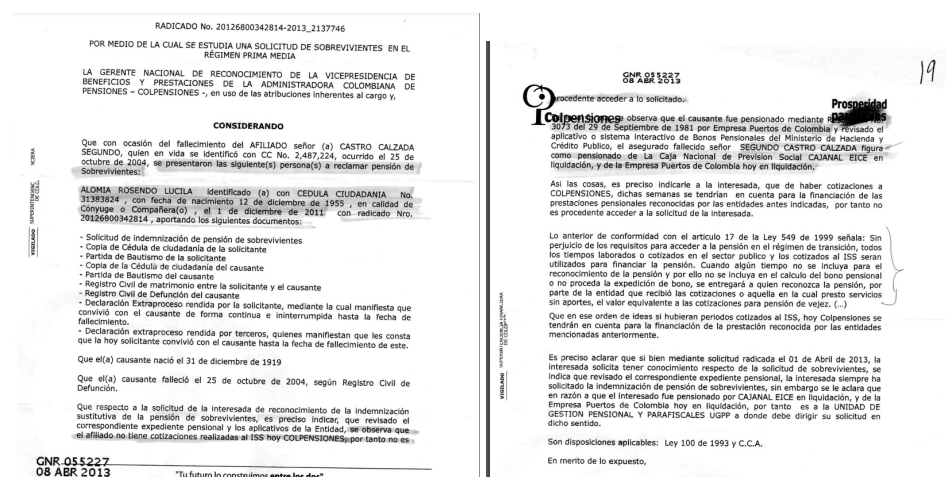 RADICADO No. 20126800342814-2013_2137746
POR MEDIO DE LA CUAL SE ESTUDIA UNA SOLICITUD DE SOBREVIVIENTES EN EL
RÉGIMEN PRIMA MEDIA
LA GERENTE NACIONAL DE RECONOCIMIENTO DE LA VICEPRESIDENCIA DE
BENEFICIOS Y PRESTACIONES DE LA ADMINISTRADORA COLOMBIANA DE
PENSIONES – COLPENSIONES -, en uso de las atribuciones inherentes al cargo y,
CONSIDERANDO
Que con ocasión del fallecimiento del AFILIADO señor (A) CASTRO CALZADA
SEGUNDO, quien en vida se identificó con CC No. 2,487,224, ocurrido el 25 de
octubre de 2004, se presentaron las siguiente(s) persona(s) a reclamar pensión de
Sobrevivientes:
ALOMIA ROSENDO LUCILA identificado (a) con CEDULA CIUDADANIA No.
31383824 , con fecha de nacimiento 12 de diciembre de 1955 , en calidad de
Cónyuge o Compañera(o) , el 1 de diciembre de 2011 con radicado Nro.
20126800342814 , aportando los siguientes documentos:
- Solicitud de indemnización de pensión de sobrevivientes
- Copia de Cédula de ciudadanía de la solicitante
- Partida de Bautismo de la solicitante
- Copia de la Cédula de ciudadanía del causante
- Partida de Bautismo del causante
- Registro Civil de matrimonio entre la solicitante y el causante
- Registro Civil de Defunción del causante
- Declaración Extraproceso rendida por la solicitante, mediante la cual manifiesta que
convivió con el causante de forma continua e ininterrumpida hasta la fecha de
fallecimiento.
- Declaración extraproceso rendida por terceros, quienes manifiestan que les consta
que la hoy solicitante convivió con el causante hasta la fecha de fallecimiento de este.
Que el(a) causante nació el 31 de diciembre de 1919
Que el(a) causante falleció el 25 de octubre de 2004, según Registro Civil de
Defunción.
Que respecto a la solicitud de la interesada de reconocimiento de la indemnización
sustitutiva de la pensión de sobrevivientes, es preciso indicar, que revisado el
correspondiente expediente pensional y los aplicativos de la Entidad, se observa que
el afiliado no tiene cotizaciones realizadas al ISS hoy COLPENSIONES, por tanto no es
GNR 055227
08 ABR 2013
"Tu futuro lo construimos entre los dos"
VIGILADO
19
GNR 055227
08 ABR 2013
procedente acceder a lo solicitado.
Colpensiones
Prosperidad
observa que el causante fue pensionado mediante
3073 del 29 de Septiembre de 1981 por Empresa Puertos de Colombia y revisado el
aplicativo o sistema interactivo de Bonos Pensionales del Ministerio de Hacienda y
Crédito Publico, el asegurado fallecido señor SEGUNDO CASTRO CALZADA figura
como pensionado de La Caja Nacional de Prevision Social CAJANAL EICE en
liquidación, y de la Empresa Puertos de Colombia hoy en liquidación.
Asi las cosas, es preciso indicarle a la interesada, que de haber cotizaciones a
COLPENSIONES, dichas semanas se tendrían en cuenta para la financiación de las
prestaciones pensionales reconocidas por las entidades antes indicadas, por tanto no
es procedente acceder a la solicitud de la interesada.
Lo anterior de conformidad con el articulo 17 de la Ley 549 de 1999 señala: Sin
perjuicio de los requisitos para acceder a la pensión en el régimen de transición, todos
los tiempos laborados o cotizados en el sector publico y los cotizados al ISS serán
utilizados para financiar la pensión. Cuando algún tiempo no se incluya para el
reconocimiento de la pensión y por ello no se incluya en el calculo del bono pensional
o no proceda la expedición de bono, se entregará a quien reconozca la pensión, por
parte de la entidad que recibió las cotizaciones o aquella en la cual presto servicios
sin aportes, el valor equivalente a las cotizaciones para pensión de vejez. (...)
Que en ese orden de ideas si hubieran periodos cotizados al ISS, hoy Colpensiones se
tendrán en cuenta para la financiación de la prestación reconocida por las entidades
mencionadas anteriormente.
Es preciso aclarar que si bien mediante solicitud radicada el 01 de Abril de 2013, la
interesada solicita tener conocimiento respecto de la solicitud de sobrevivientes, se
indica que revisado el correspondiente expediente pensional, la interesada siempre ha
solicitado la indemnización de pensión de sobrevivientes, sin embargo se le aclara que
en razón a que el interesado fue pensionado por CAJANAL EICE en liquidación, y de la
Empresa Puertos de Colombia hoy en liquidación, por tanto es a la UNIDAD DE
GESTION PENSIONAL Y PARAFISCALES UGPP a donde debe dirigir su solicitud en
dicho sentido.
Son disposiciones aplicables: Ley 100 de 1993 y C.C.A.
En merito de lo expuesto,
VIGILADO